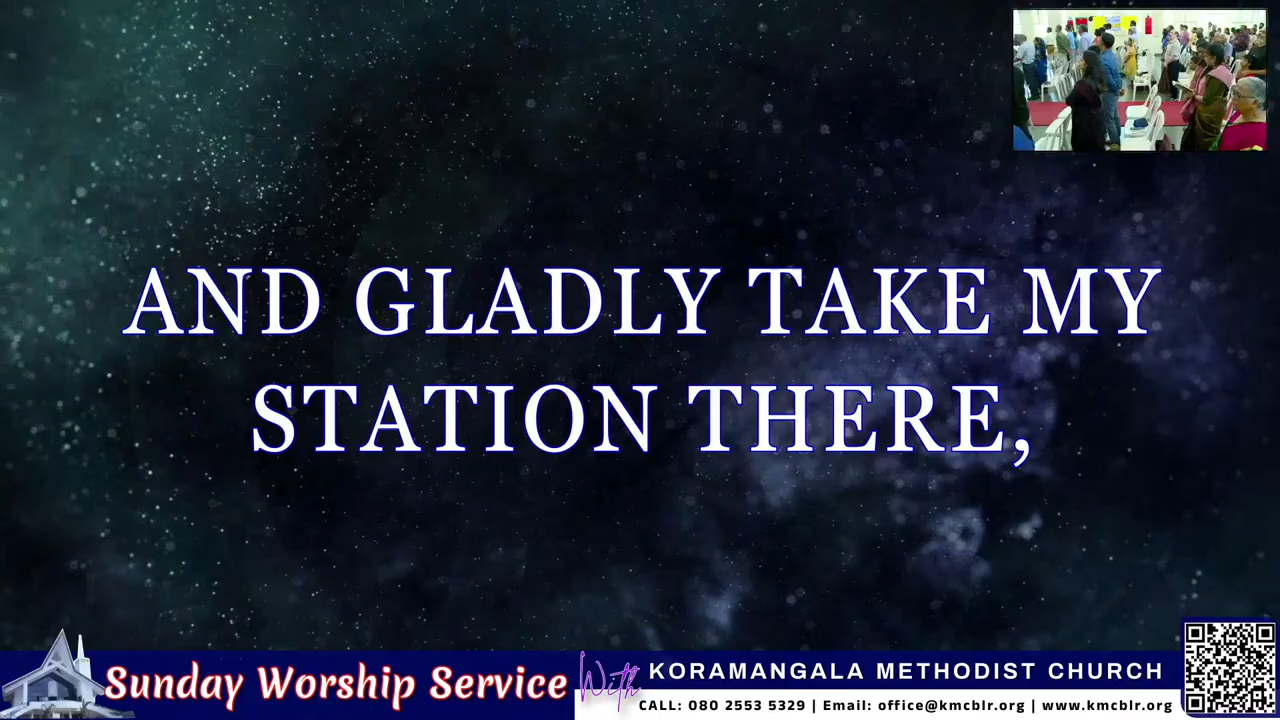 AND GLADLY TAKE MY
STATION THERE,
Sunday Worship Service
With
KORAMANGALA METHODIST CHURCH
CALL: 080 2553 5329 | Email: office@kmcblr.org | www.kmcblr.org